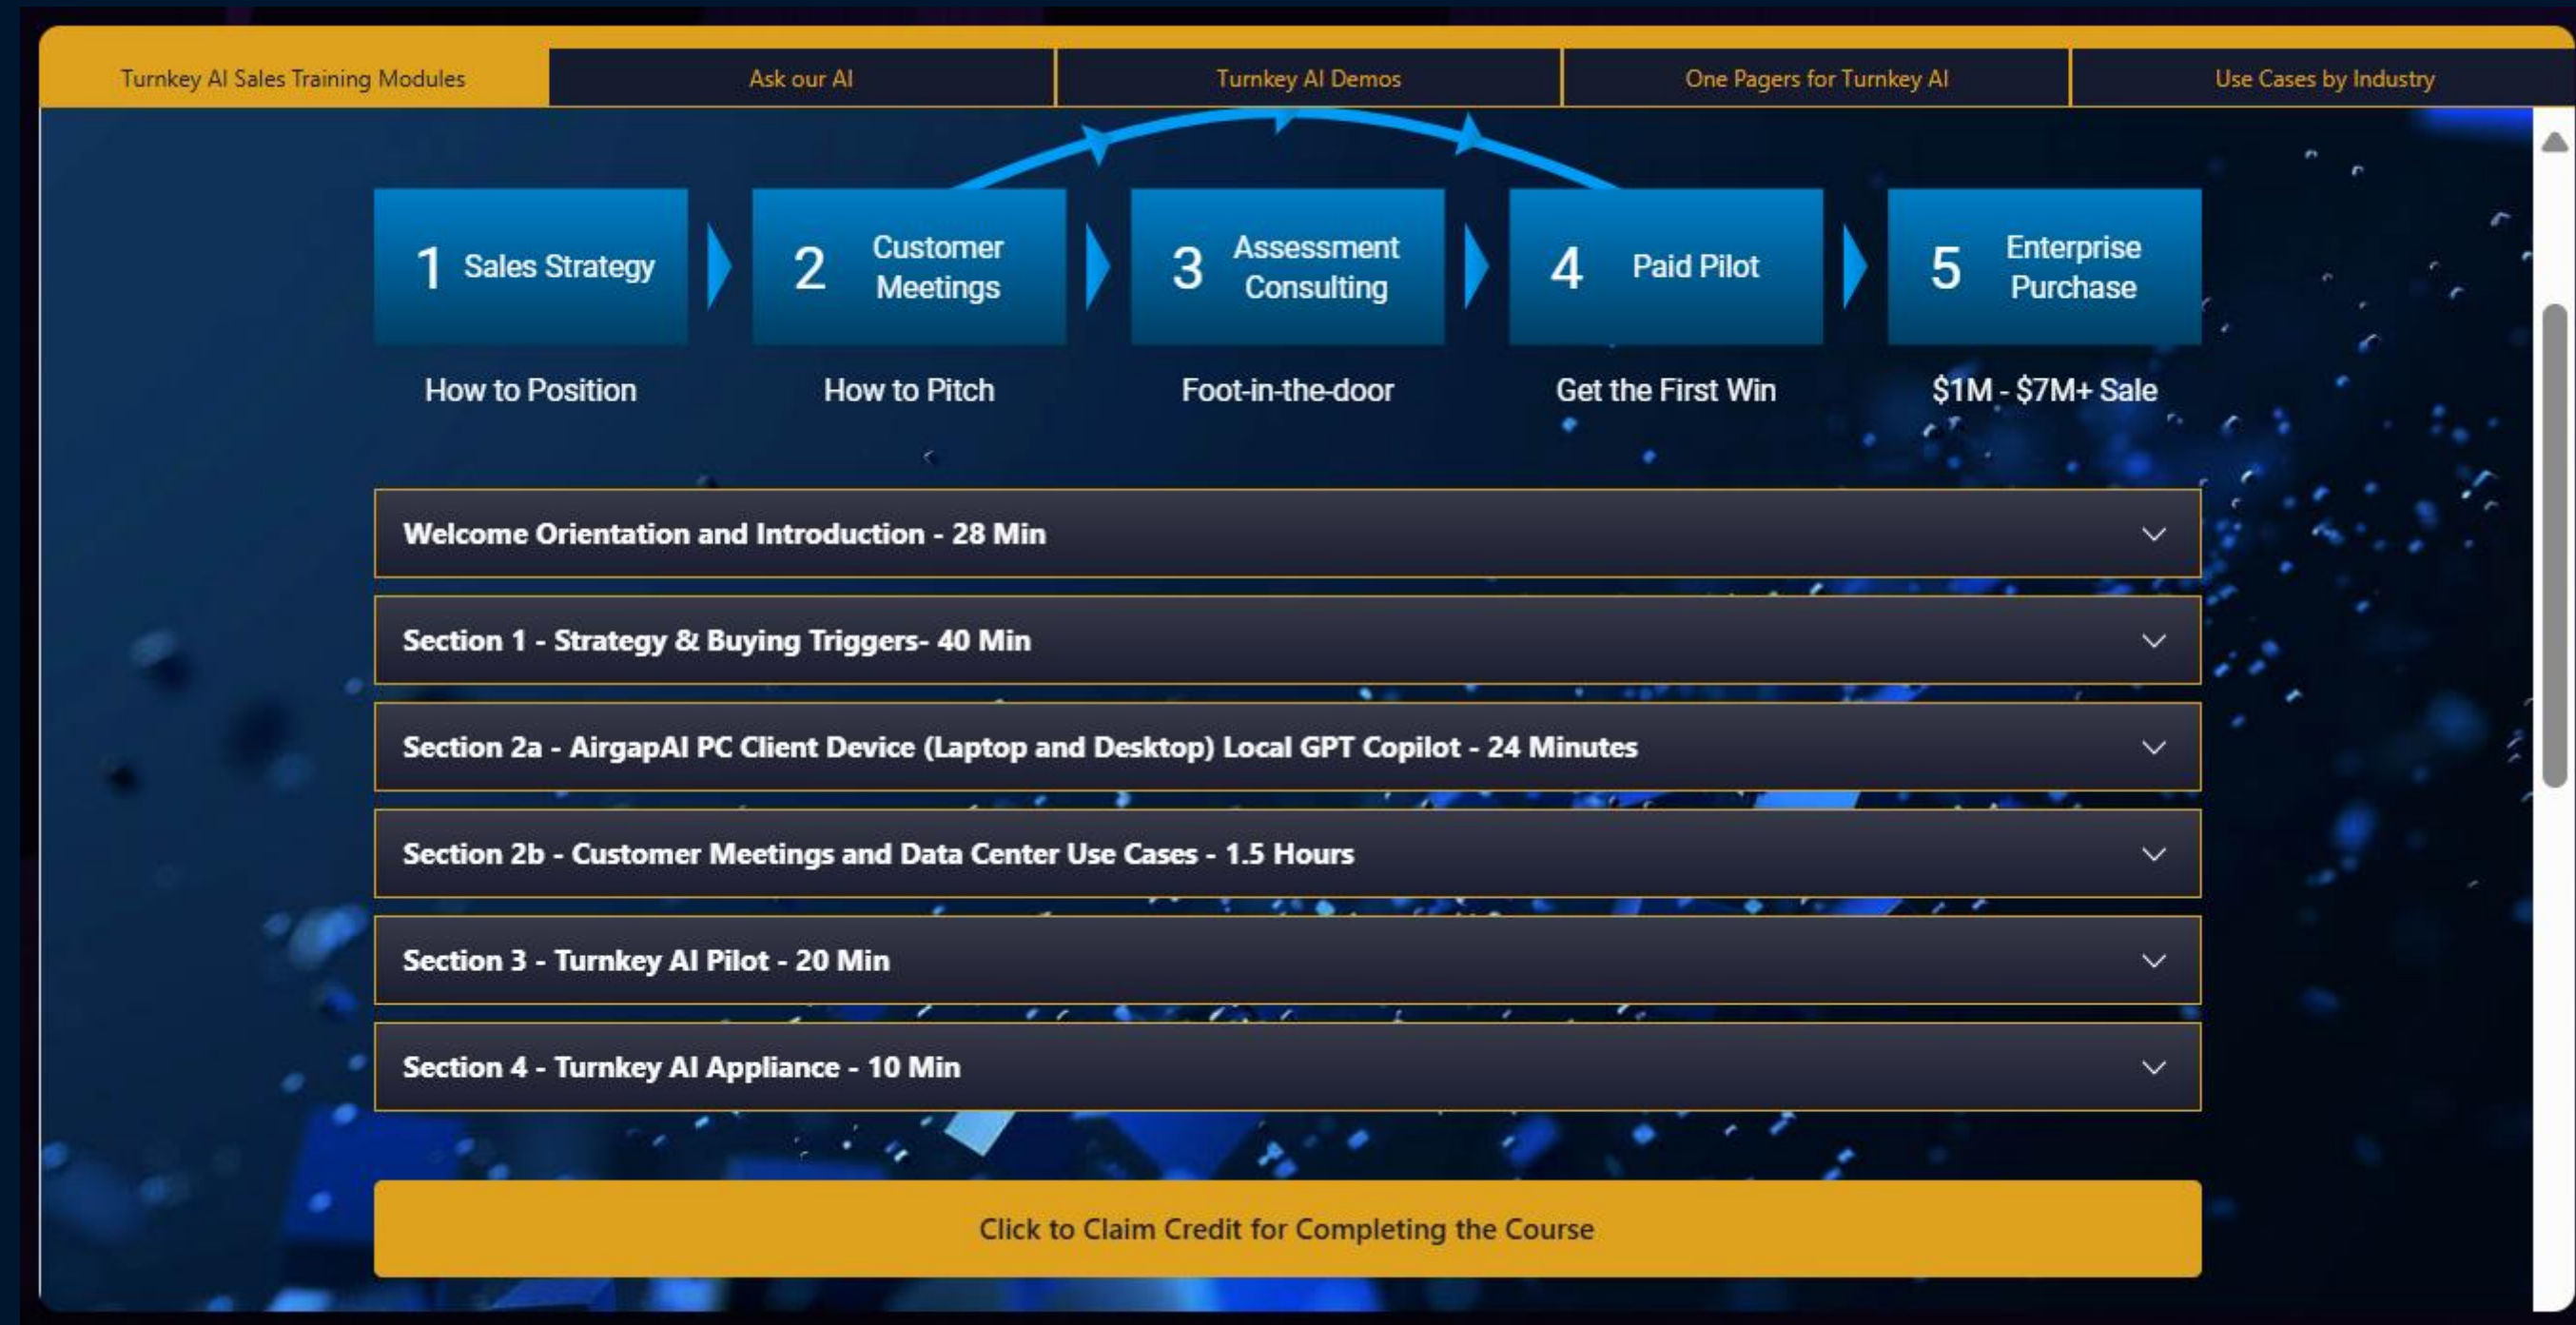 Turnkey AI Sales Training Modules
Ask our AI
Turnkey AI Demos
One Pagers for Turnkey AI
Use Cases by Industry
1 Sales Strategy
2 Customer
Meetings
3 Assessment
Consulting
4 Paid Pilot
5 Enterprise
Purchase
How to Position
How to Pitch
Foot-in-the-door
Get the First Win
$1M - $7M+ Sale
Welcome Orientation and Introduction - 28 Min
Section 1 - Strategy & Buying Triggers- 40 Min
Section 2a - AirgapAI PC Client Device (Laptop and Desktop) Local GPT Copilot - 24 Minutes
Section 2b - Customer Meetings and Data Center Use Cases - 1.5 Hours
Section 3 - Turnkey AI Pilot - 20 Min
Section 4 - Turnkey AI Appliance - 10 Min
Click to Claim Credit for Completing the Course